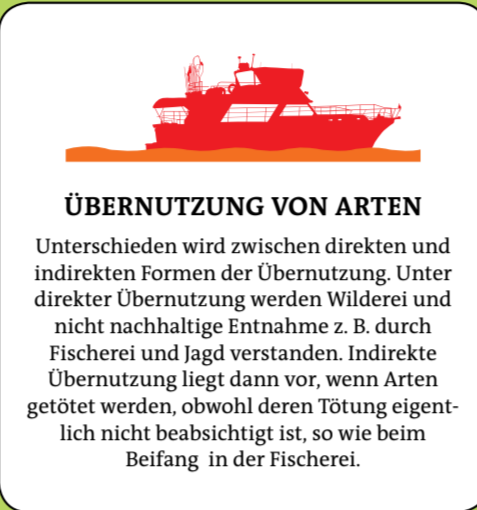 ÜBERNUTZUNG VON ARTEN
Unterschieden wird zwischen direkten und
indirekten Formen der Übernutzung. Unter
direkter Übernutzung werden Wilderei und
nicht nachhaltige Entnahme z. B. durch
Fischerei und Jagd verstanden. Indirekte
Übernutzung liegt dann vor, wenn Arten
getötet werden, obwohl deren Tötung eigent-
lich nicht beabsichtigt ist, so wie beim
Beifang in der Fischerei.